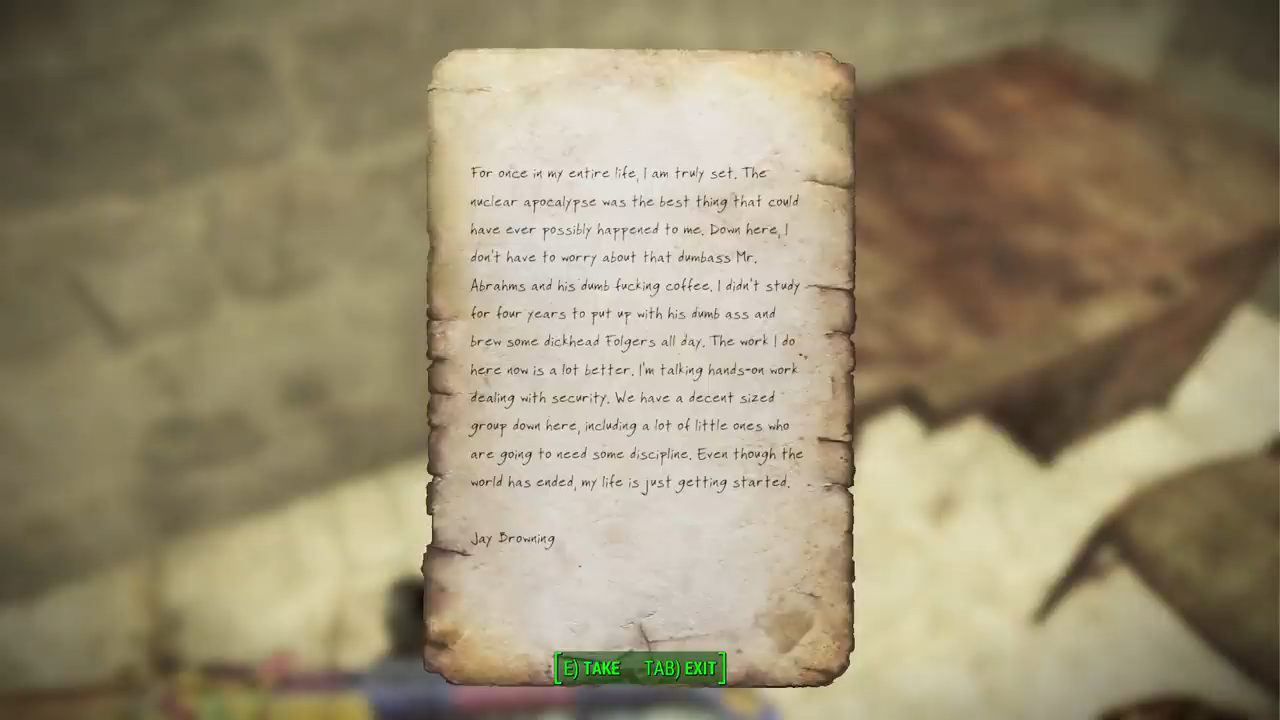 For once in my entire life, I am truly set. The
nuclear apocalypse was the best thing that could
have ever possibly happened to me. Down here, I
don't have to worry about that dumbass Mr.
Abrahms and his dumb fucking coffee. I didn't study
for four years to put up with his dumb ass and
brew some dickhead Folgers all day. The work I do
here now is a lot better. I'm talking hands-on work
dealing with security. We have a decent sized
group down here, including a lot of little ones who
are going to need some discipline. Even though the
world has ended, my life is just getting started.
Jay Browning
E) TAKE TAB) EXIT